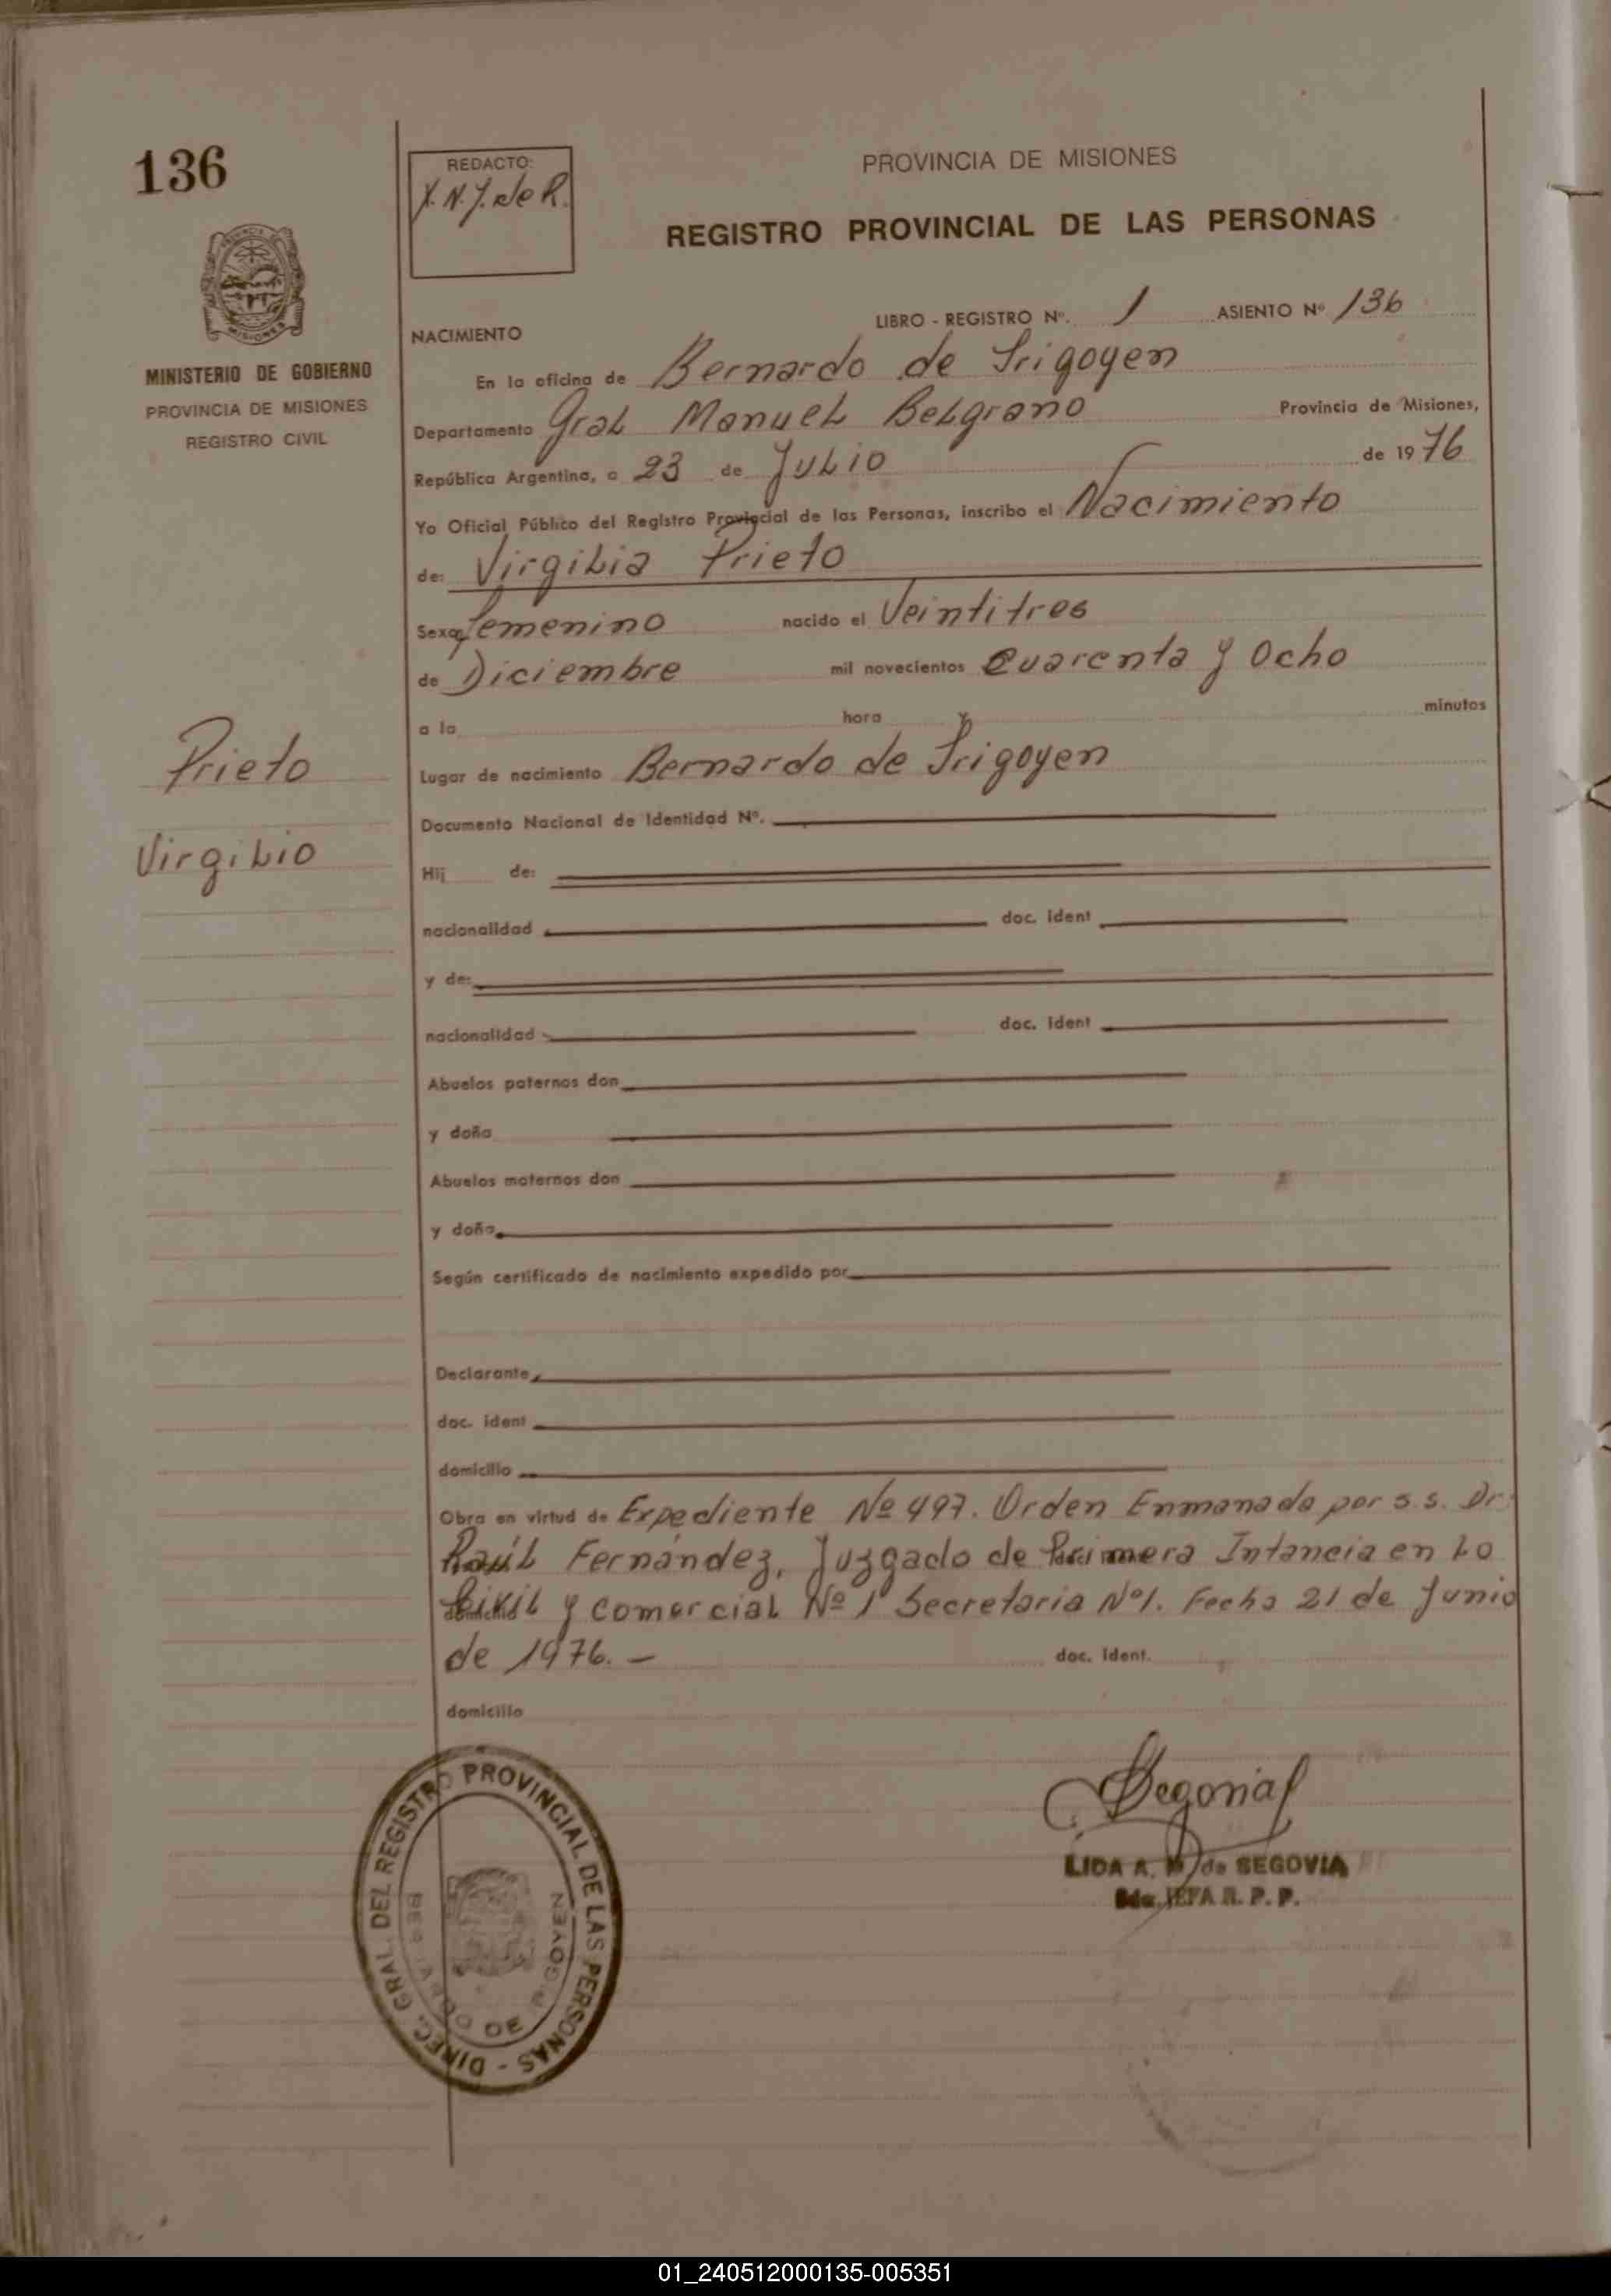 136
REDACTO:
PROVINCIA DE MISIONES
REGISTRO PROVINCIAL DE LAS PERSONAS
MINISTERIO DE GOBIERNO
PROVINCIA DE MISIONES
REGISTRO CIVIL
LIBRO - REGISTRO Nº. 1 ASIENTO Nº 136
NACIMIENTO
En la oficina de Bernardo de Irigoyen
Departamento Gral Manuel Belgrano Provincia de Misiones,
República Argentina, a 23 de Julio de 1976
Yo Oficial Público del Registro Provincial de las Personas, inscribo el Nacimiento
de: Virgilia Prieto
Sexo femenino nacido el Veintitres
de Diciembre mil novecientos Cuarenta y Ocho
a la hora y minutos
Lugar de nacimiento Bernardo de Irigoyen
Prieto
Virgilio
Documento Nacional de Identidad Nº.
Hij de:
nacionalidad doc. ident
y de:
nacionalidad doc. ident
Abuelos paternos don
y doña
Abuelos maternos don
y doña
Según certificado de nacimiento expedido por
Declarante
doc. ident
domicilio
Obra en virtud de Expediente Nº 497. Orden Enmanada por S.S. Dr.
Raúl Fernández, Juzgado de Primera Intancia en Lo
Civil y Comercial Nº 1 Secretaria Nº1. Fecha 21 de Junio
de 1976.- doc. ident.
domicilio
DIREC. GRAL. DEL REGISTRO PROVINCIAL DE LAS PERSONAS -
BERNARDO DE IRIGOYEN
LIDA A. de SEGOVIA
JEFA R. P. P.
01_240512000135-005351